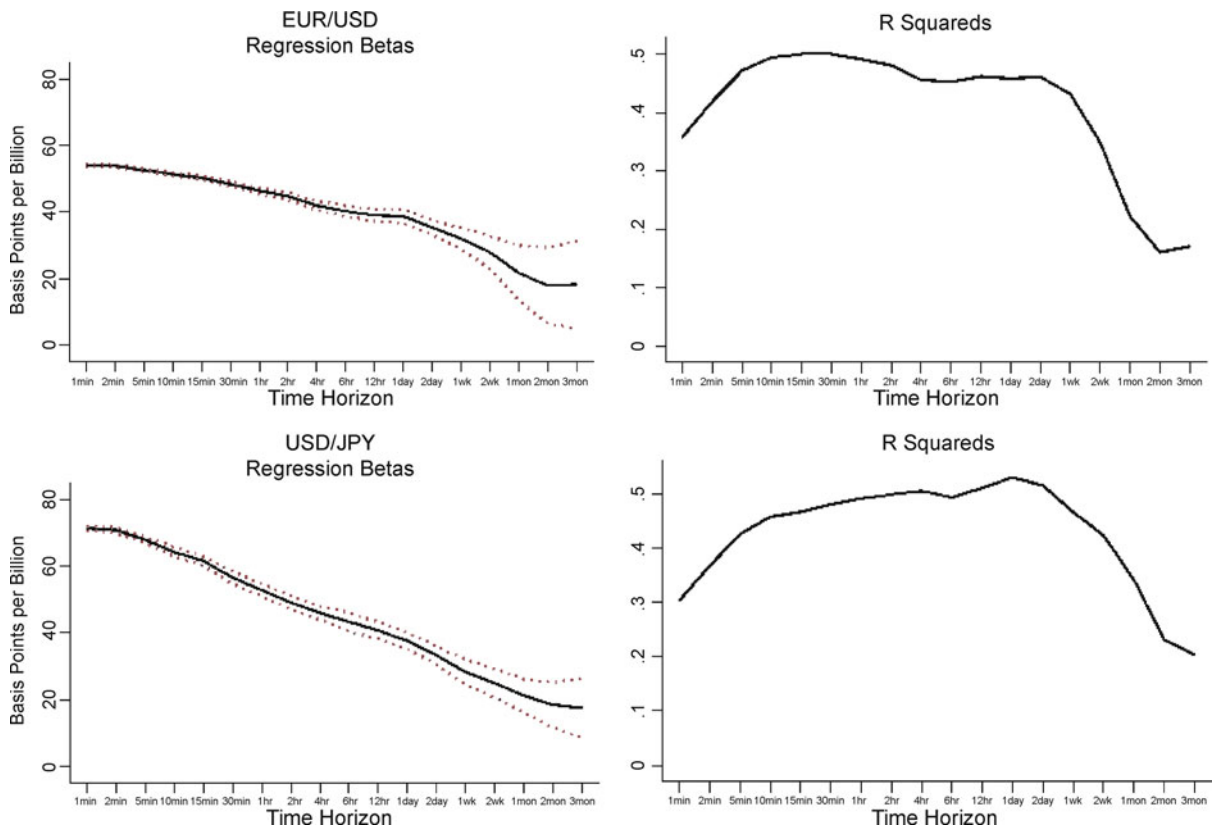 EUR/USD
Regression Betas
Basis Points per Billion
80
60
40
20
0
1min 2min 5min 10min 15min 30min 1hr 2hr 4hr 6hr 12hr 1day 2day 1wk 2wk 1mon 2mon 3mon
Time Horizon
R Squareds
.5
.4
.3
.2
.1
0
1min 2min 5min 10min 15min 30min 1hr 2hr 4hr 6hr 12hr 1day 2day 1wk 2wk 1mon 2mon 3mon
Time Horizon
USD/JPY
Regression Betas
Basis Points per Billion
80
60
40
20
0
1min 2min 5min 10min 15min 30min 1hr 2hr 4hr 6hr 12hr 1day 2day 1wk 2wk 1mon 2mon 3mon
Time Horizon
R Squareds
.5
.4
.3
.2
.1
0
1min 2min 5min 10min 15min 30min 1hr 2hr 4hr 6hr 12hr 1day 2day 1wk 2wk 1mon 2mon 3mon
Time Horizon